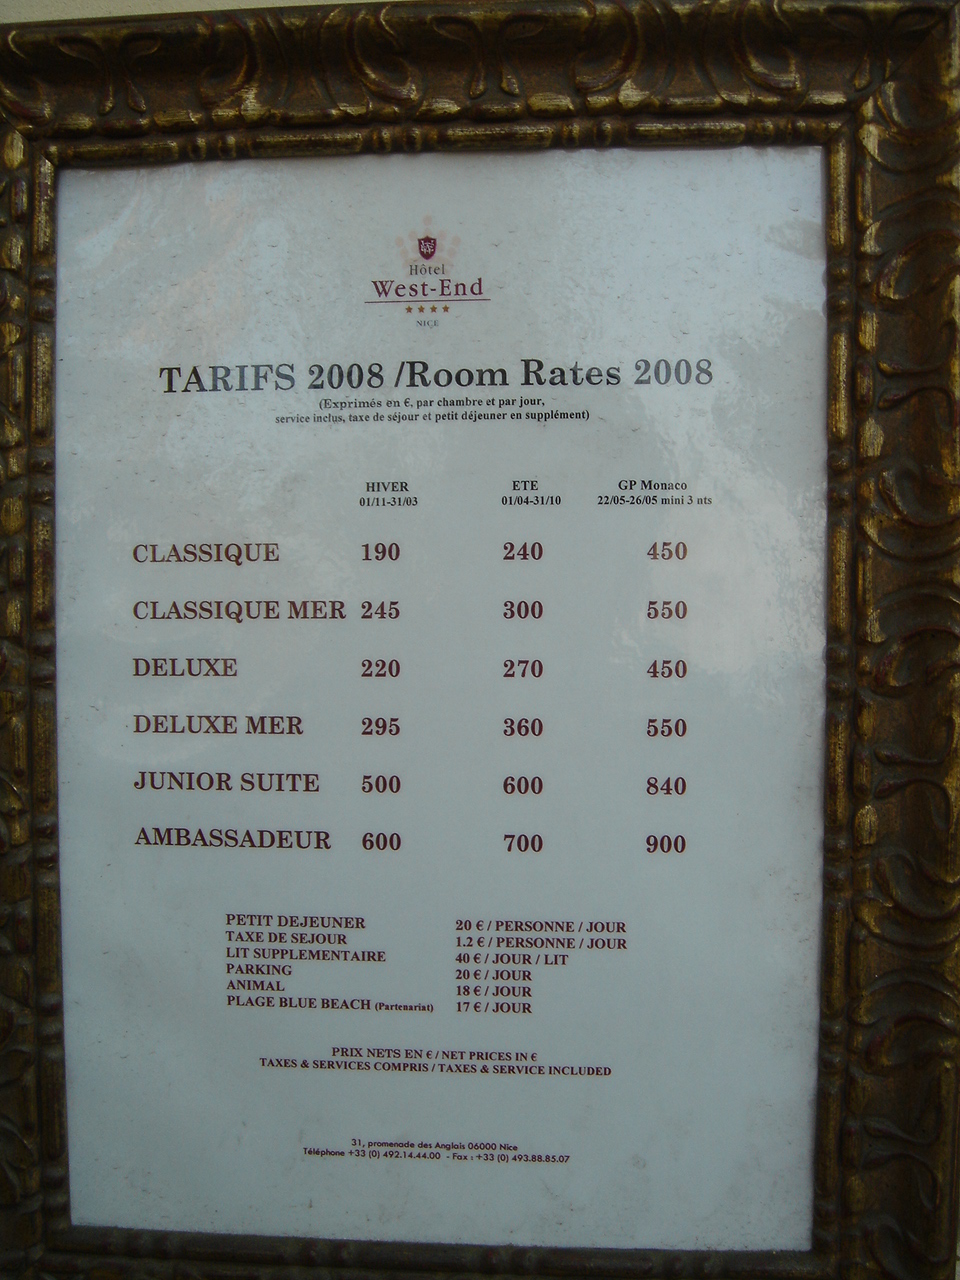 Hôtel
West-End
★★★★
NICE
TARIFS 2008 /Room Rates 2008
(Exprimés en €, par chambre et par jour,
service inclus, taxe de séjour et petit déjeuner en supplément)
HIVER ETE GP Monaco
01/11-31/03 01/04-31/10 22/05-26/05 mini 3 nts
CLASSIQUE 190 240 450
CLASSIQUE MER 245 300 550
DELUXE 220 270 450
DELUXE MER 295 360 550
JUNIOR SUITE 500 600 840
AMBASSADEUR 600 700 900
PETIT DEJEUNER 20 € / PERSONNE / JOUR
TAXE DE SEJOUR 1.2 € / PERSONNE / JOUR
LIT SUPPLEMENTAIRE 40 € / JOUR / LIT
PARKING 20 € / JOUR
ANIMAL 18 € / JOUR
PLAGE BLUE BEACH (Partenariat) 17 € / JOUR
PRIX NETS EN € / NET PRICES IN €
TAXES & SERVICES COMPRIS / TAXES & SERVICE INCLUDED
31, promenade des Anglais 06000 Nice
Téléphone +33 (0) 492.14.44.00 - Fax : +33 (0) 493.88.85.07